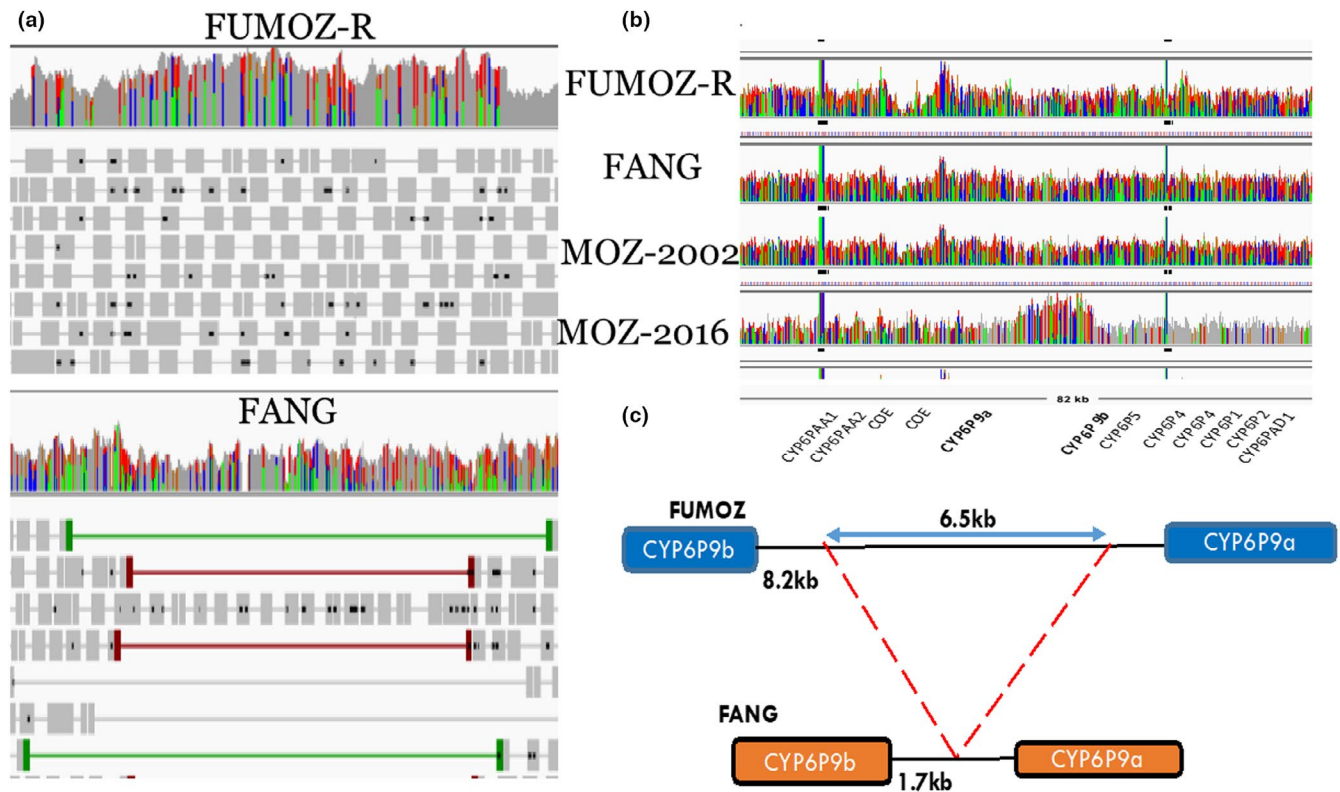 (a)
FUMOZ-R
FANG
(b)
FUMOZ-R
FANG
MOZ-2002
MOZ-2016
82 kb
CYP6PAA1
CYP6PAA2
COE
COE
CYP6P9a
CYP6P9b
CYP6P5
CYP6P4
CYP6P4
CYP6P1
CYP6P2
CYP6PAD1
(c)
FUMOZ
CYP6P9b
6.5kb
CYP6P9a
8.2kb
FANG
CYP6P9b
CYP6P9a
1.7kb